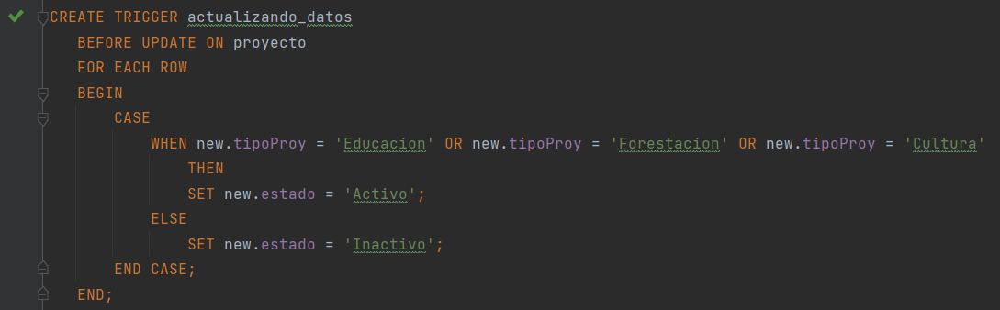 CREATE TRIGGER actualizando_datos
BEFORE UPDATE ON proyecto
FOR EACH ROW
BEGIN
CASE
WHEN new.tipoProy = 'Educacion' OR new.tipoProy = 'Forestacion' OR new.tipoProy = 'Cultura'
THEN
SET new.estado = 'Activo';
ELSE
SET new.estado = 'Inactivo';
END CASE;
END;